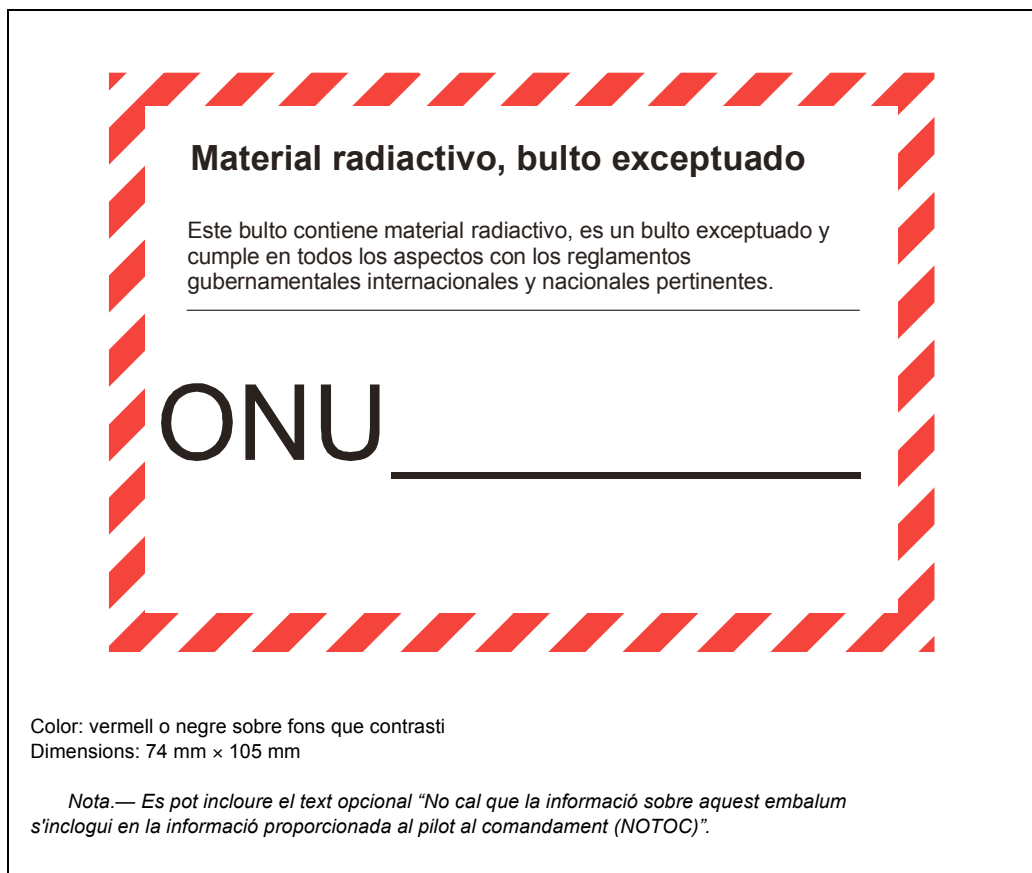 Material radiactivo, bulto exceptuado
Este bulto contiene material radiactivo, es un bulto exceptuado y
cumple en todos los aspectos con los reglamentos
gubernamentales internacionales y nacionales pertinentes.
ONU
Color: vermell o negre sobre fons que contrasti
Dimensions: 74 mm × 105 mm
Nota.— Es pot incloure el text opcional “No cal que la informació sobre aquest embalum
s'inclogui en la informació proporcionada al pilot al comandament (NOTOC)”.